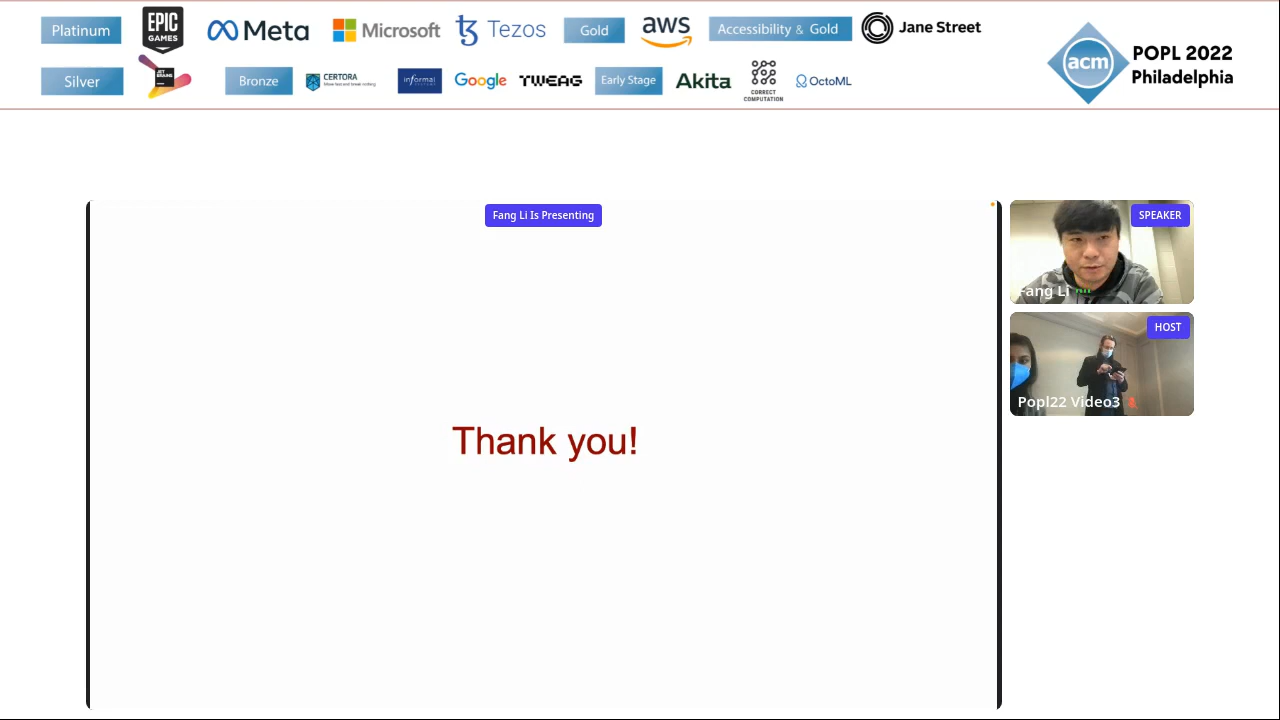 Platinum
EPIC GAMES
Meta
Microsoft
Tezos
Gold
aws
Accessibility & Gold
Jane Street
Silver
JET BRAINS
Bronze
CERTORA
informal
Google
TWEAG
Early Stage
Akita
CORRECT COMPUTATION
OctoML
acm
POPL 2022
Philadelphia
Fang Li Is Presenting
Thank you!
SPEAKER
Fang Li
HOST
Popl22 Video3